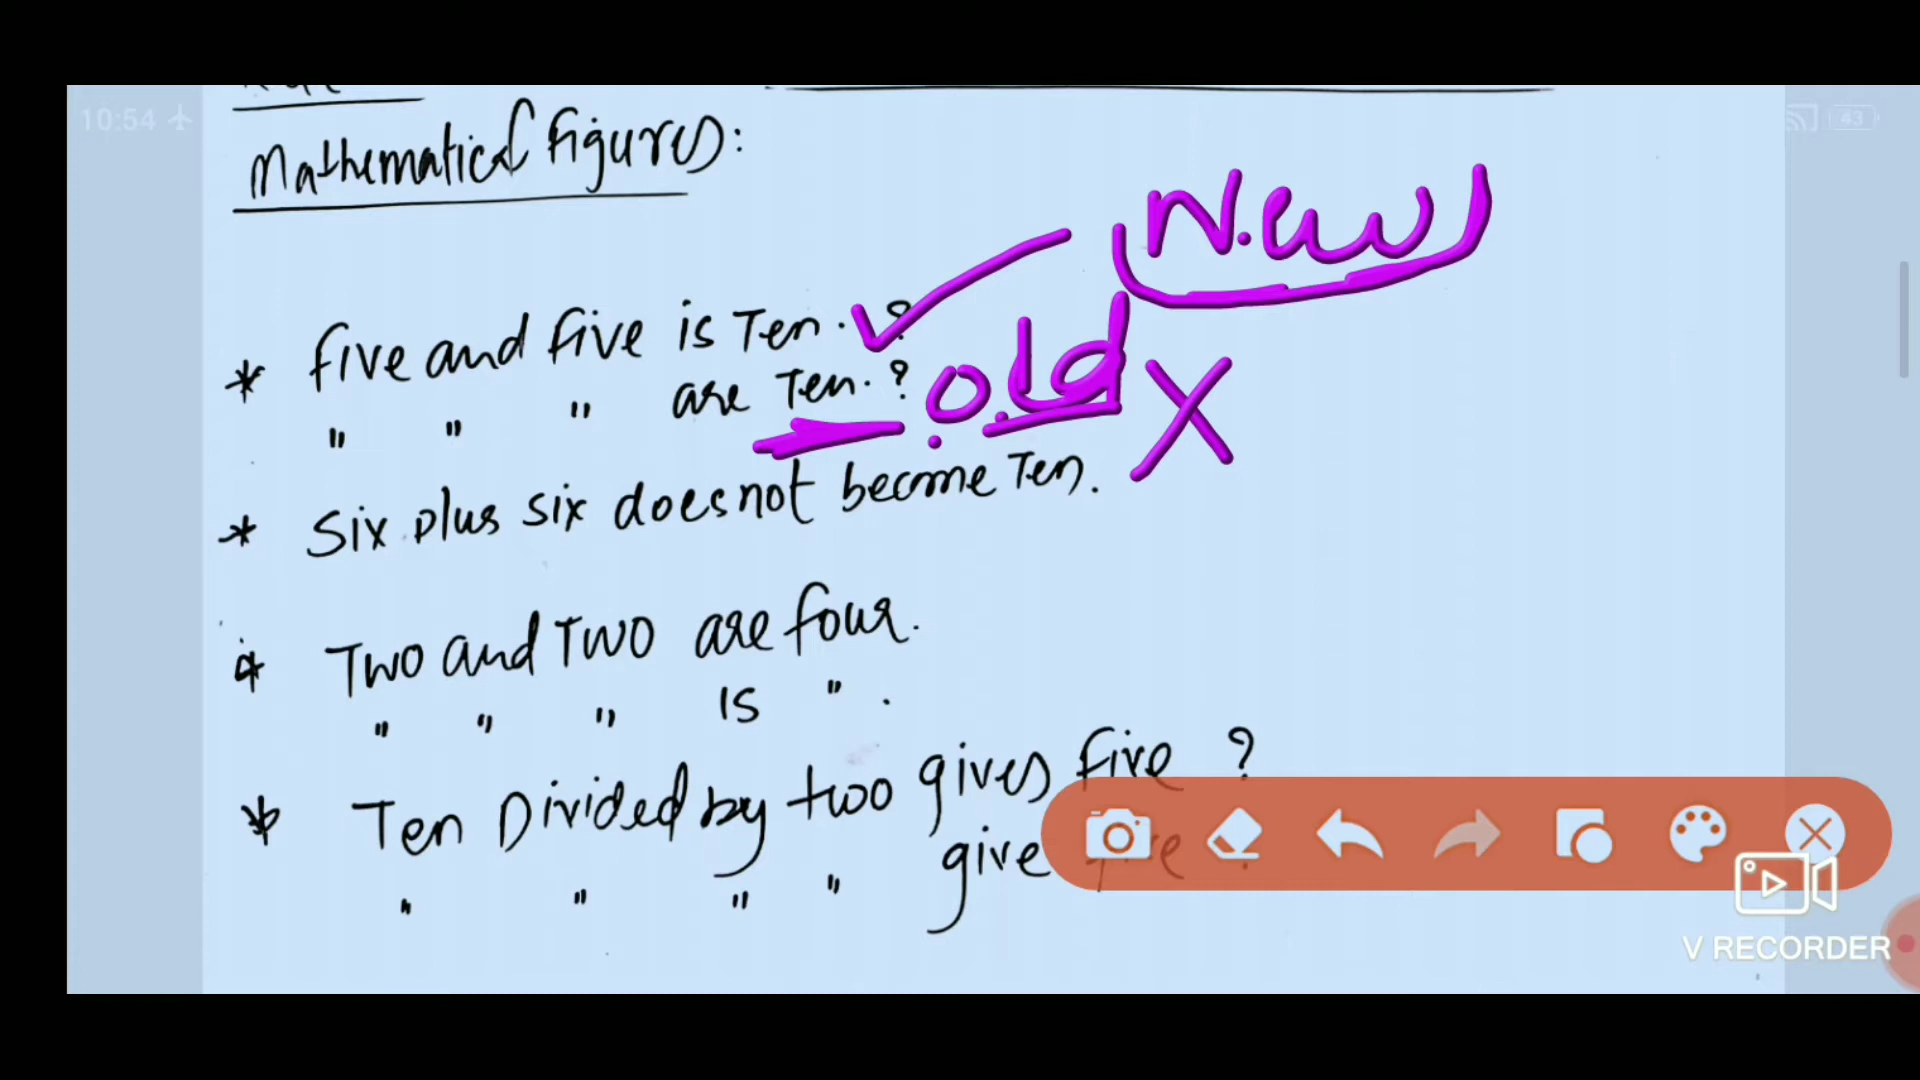 10:54
43
Mathematical figures:
New
* five and five is Ten. ?
" " " are Ten. ? old X
* Six plus six does not become Ten.
* Two and Two are four.
" " " is " .
* Ten Divided by two gives five ?
" " " " give
V RECORDER